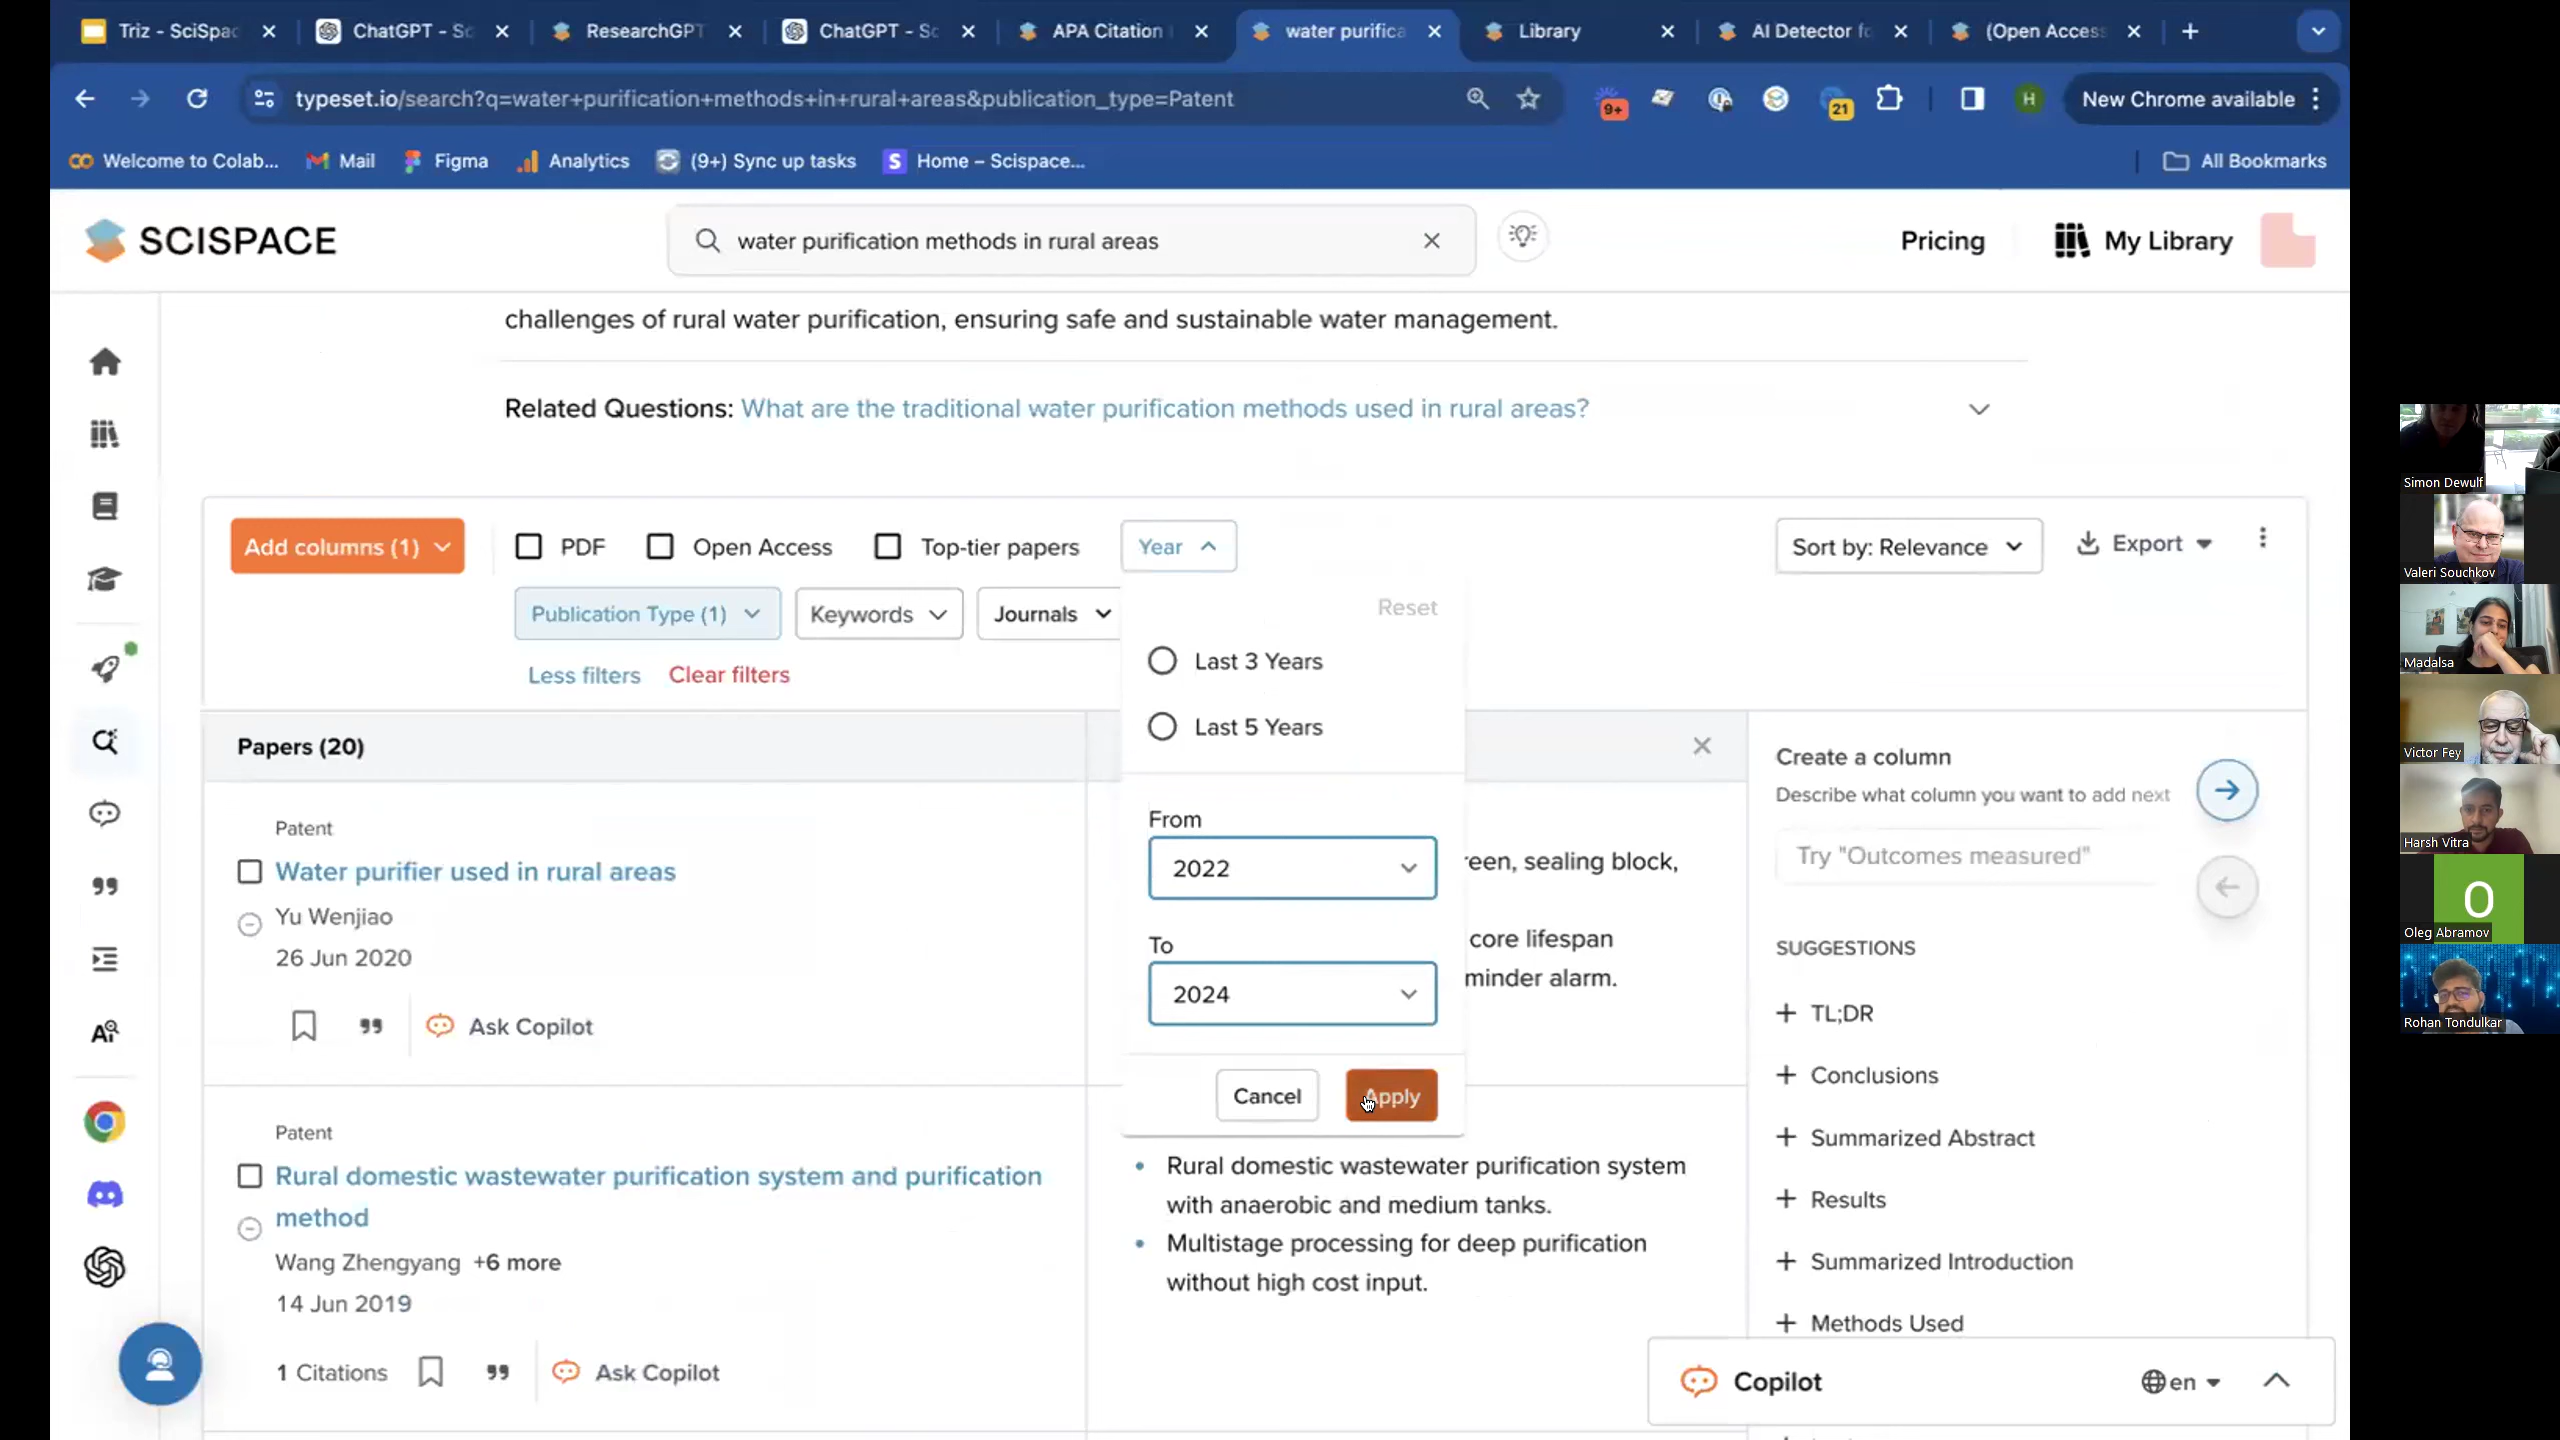 Triz - SciSpac
ChatGPT - Sc
ResearchGPT
ChatGPT - Sc
APA Citation
water purifica
Library
AI Detector fo
(Open Access
typeset.io/search?q=water+purification+methods+in+rural+areas&publication_type=Patent
9+
21
H
New Chrome available
Welcome to Colab...
Mail
Figma
Analytics
(9+) Sync up tasks
S
Home – Scispace...
All Bookmarks
SCISPACE
water purification methods in rural areas
Pricing
My Library
challenges of rural water purification, ensuring safe and sustainable water management.
Related Questions: What are the traditional water purification methods used in rural areas?
Add columns (1)
PDF
Open Access
Top-tier papers
Year
Sort by: Relevance
Export
Publication Type (1)
Keywords
Journals
Reset
Less filters
Clear filters
Last 3 Years
Last 5 Years
From
2022
To
2024
Cancel
Apply
Papers (20)
Patent
Water purifier used in rural areas
Yu Wenjiao
26 Jun 2020
Ask Copilot
reen, sealing block,
core lifespan
minder alarm.
Patent
Rural domestic wastewater purification system and purification
method
Wang Zhengyang +6 more
14 Jun 2019
1 Citations
Ask Copilot
• Rural domestic wastewater purification system
with anaerobic and medium tanks.
• Multistage processing for deep purification
without high cost input.
Create a column
Describe what column you want to add next
Try "Outcomes measured"
SUGGESTIONS
+ TL;DR
+ Conclusions
+ Summarized Abstract
+ Results
+ Summarized Introduction
+ Methods Used
Copilot
en
Simon Dewulf
Valeri Souchkov
Madalsa
Victor Fey
Harsh Vitra
O
Oleg Abramov
Rohan Tondulkar